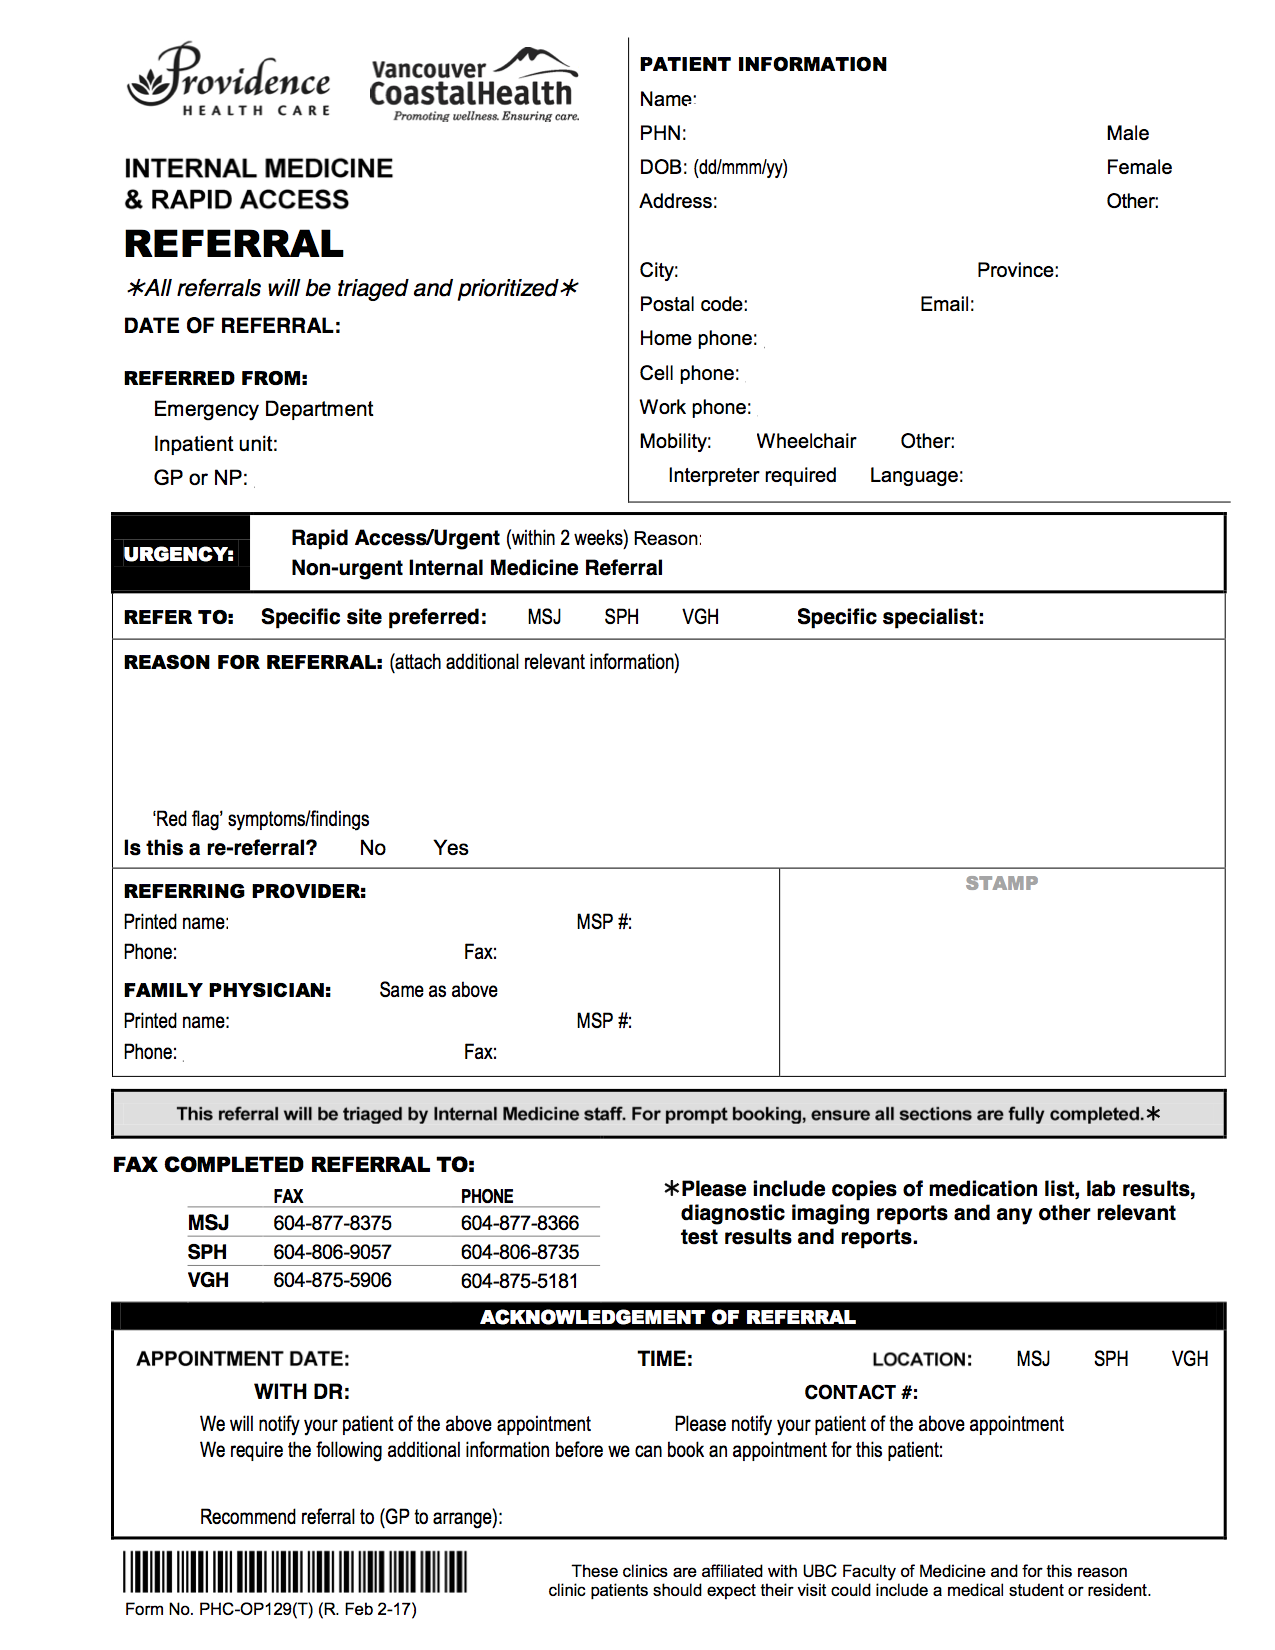 Providence
HEALTH CARE
Vancouver
CoastalHealth
Promoting wellness. Ensuring care.
INTERNAL MEDICINE
& RAPID ACCESS
REFERRAL
*All referrals will be triaged and prioritized*
DATE OF REFERRAL:
REFERRED FROM:
Emergency Department
Inpatient unit:
GP or NP:
PATIENT INFORMATION
Name:
PHN: Male
DOB: (dd/mmm/yy) Female
Address: Other:
City: Province:
Postal code: Email:
Home phone:
Cell phone:
Work phone:
Mobility: Wheelchair Other:
Interpreter required Language:
URGENCY:
Rapid Access/Urgent (within 2 weeks) Reason:
Non-urgent Internal Medicine Referral
REFER TO: Specific site preferred: MSJ SPH VGH Specific specialist:
REASON FOR REFERRAL: (attach additional relevant information)
‘Red flag’ symptoms/findings
Is this a re-referral? No Yes
REFERRING PROVIDER:
Printed name: MSP #:
Phone: Fax:
FAMILY PHYSICIAN: Same as above
Printed name: MSP #:
Phone: Fax:
STAMP
This referral will be triaged by Internal Medicine staff. For prompt booking, ensure all sections are fully completed.*
FAX COMPLETED REFERRAL TO:
FAX PHONE
MSJ 604-877-8375 604-877-8366
SPH 604-806-9057 604-806-8735
VGH 604-875-5906 604-875-5181
*Please include copies of medication list, lab results,
diagnostic imaging reports and any other relevant
test results and reports.
ACKNOWLEDGEMENT OF REFERRAL
APPOINTMENT DATE: TIME: LOCATION: MSJ SPH VGH
WITH DR: CONTACT #:
We will notify your patient of the above appointment Please notify your patient of the above appointment
We require the following additional information before we can book an appointment for this patient:
Recommend referral to (GP to arrange):
Form No. PHC-OP129(T) (R. Feb 2-17)
These clinics are affiliated with UBC Faculty of Medicine and for this reason
clinic patients should expect their visit could include a medical student or resident.